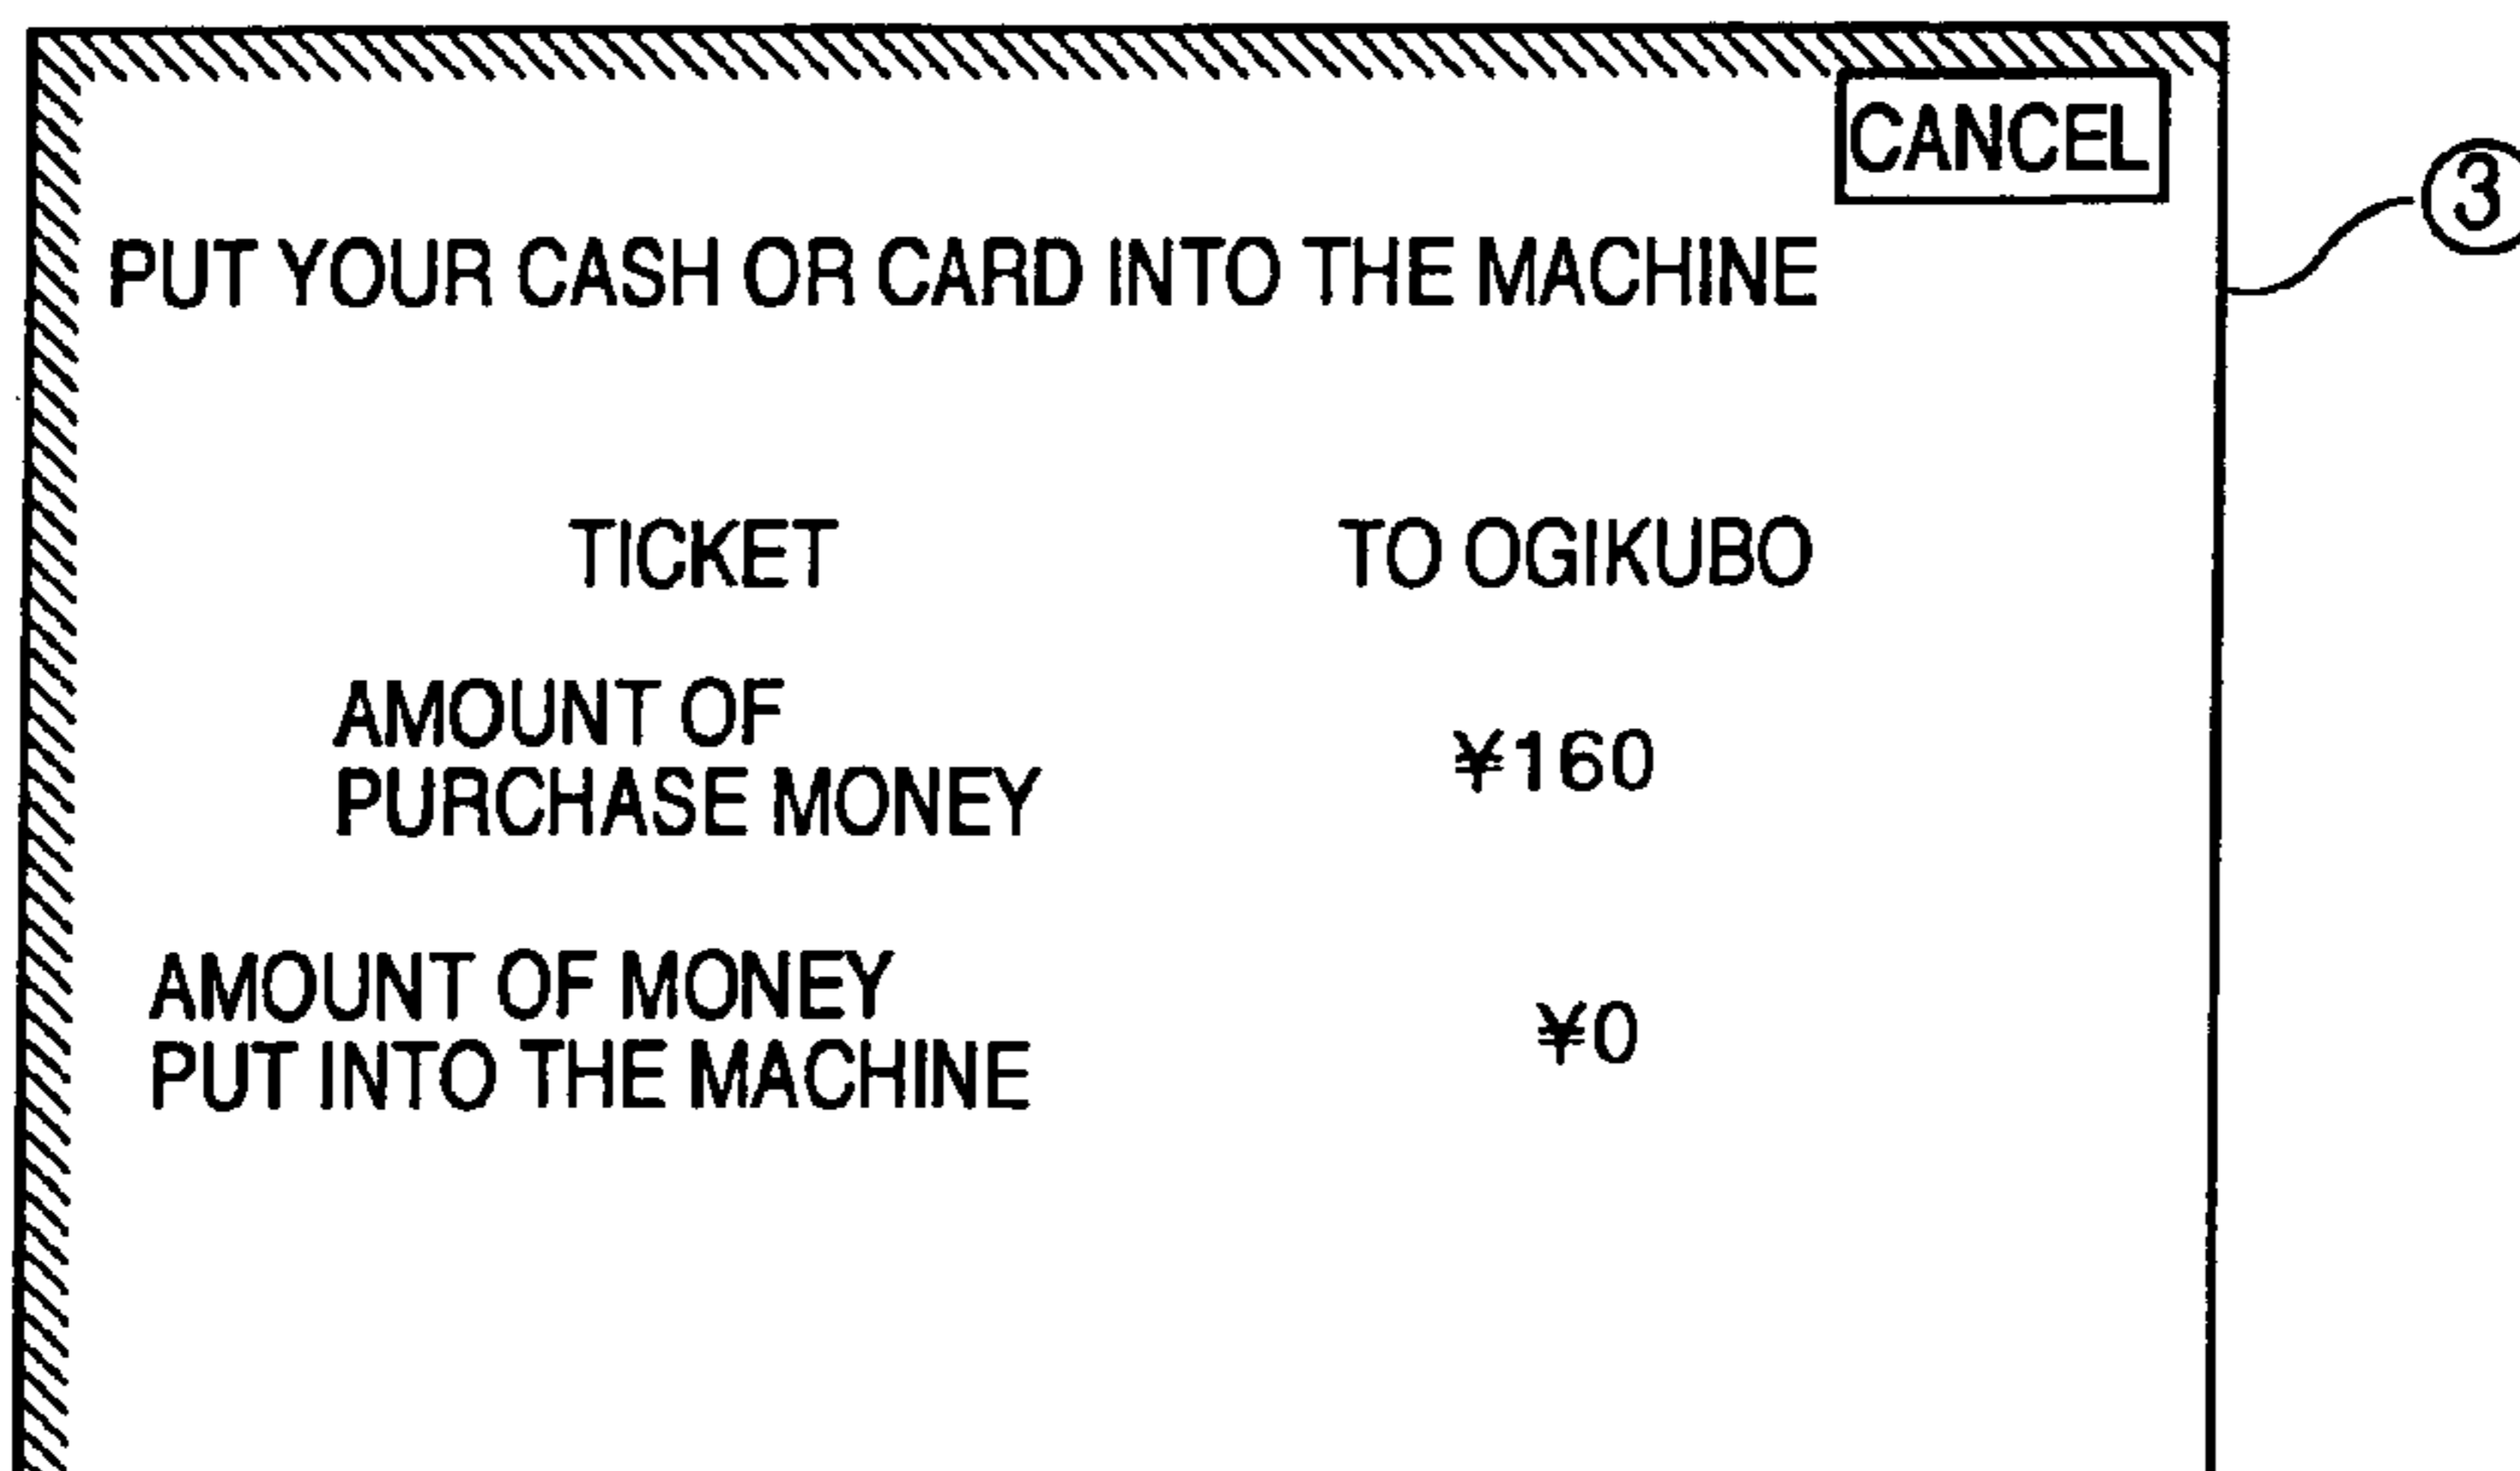 CANCEL
③
PUT YOUR CASH OR CARD INTO THE MACHINE
TICKET TO OGIKUBO
AMOUNT OF
PURCHASE MONEY ¥160
AMOUNT OF MONEY
PUT INTO THE MACHINE ¥0